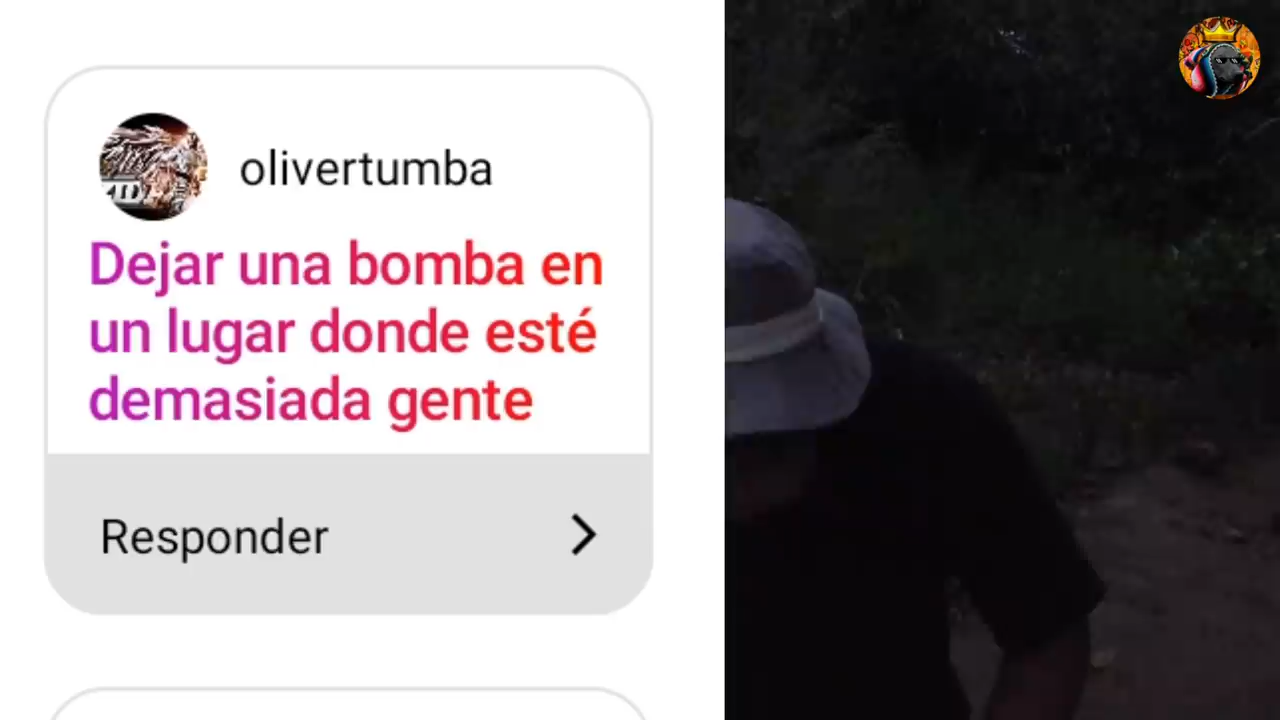 olivertumba
Dejar una bomba en
un lugar donde esté
demasiada gente
Responder